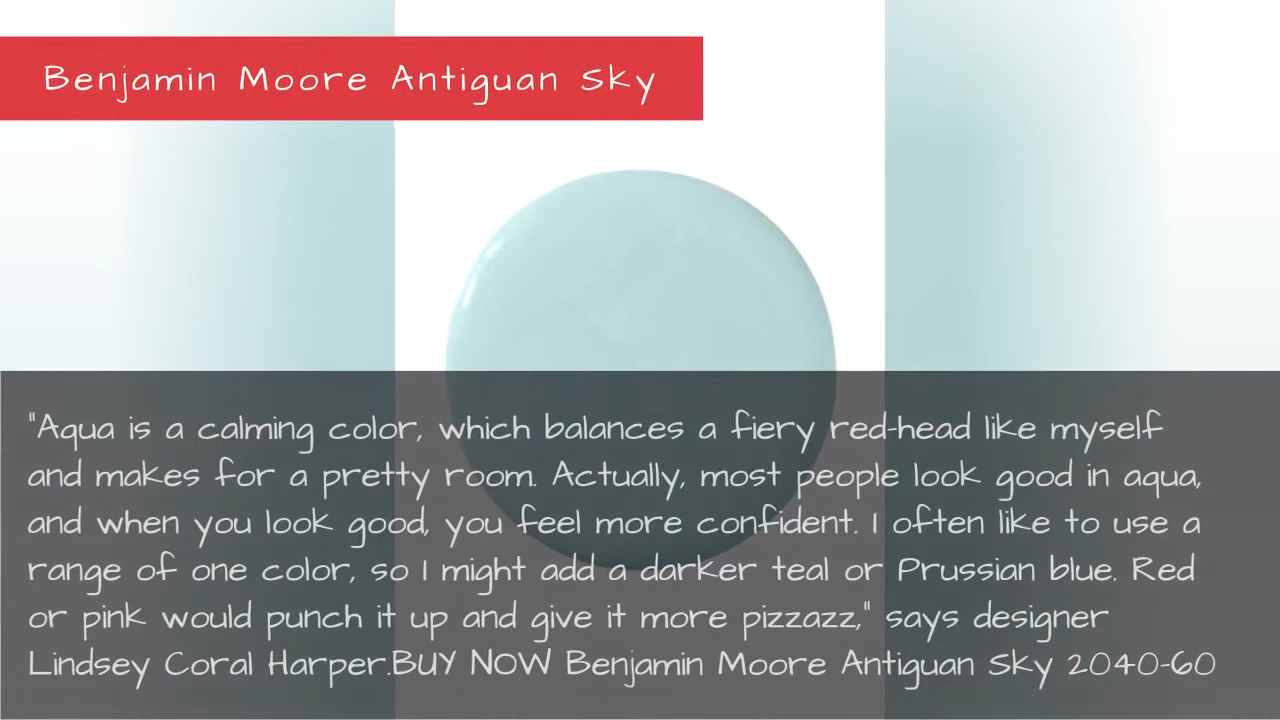 Benjamin Moore Antiguan Sky
"Aqua is a calming color, which balances a fiery red-head like myself
and makes for a pretty room. Actually, most people look good in aqua,
and when you look good, you feel more confident. I often like to use a
range of one color, so I might add a darker teal or Prussian blue. Red
or pink would punch it up and give it more pizzazz," says designer
Lindsey Coral Harper.BUY NOW Benjamin Moore Antiguan Sky 2040-60